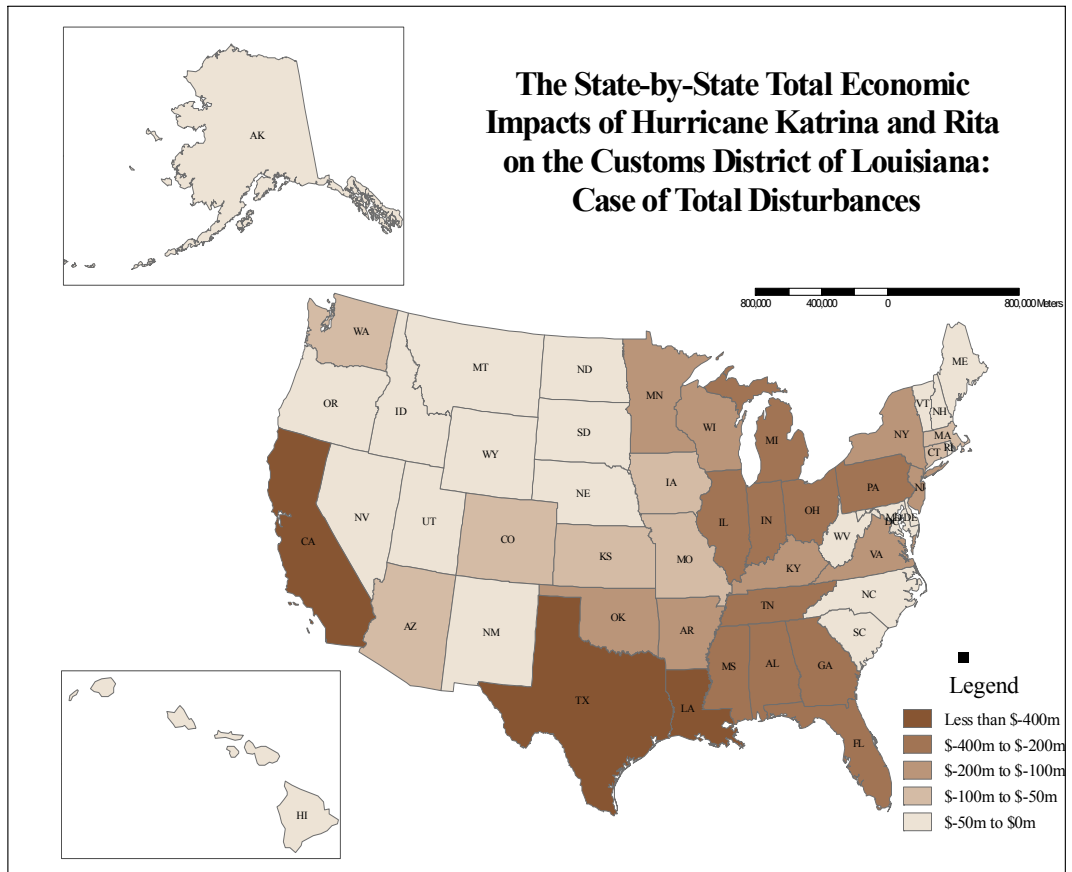 The State-by-State Total Economic
Impacts of Hurricane Katrina and Rita
on the Customs District of Louisiana:
Case of Total Disturbances
AK
800,000 400,000 0 800,000 Meters
WA
MT
ND
ME
OR
ID
MN
VT
NH
SD
WI
NY
MA
WY
MI
CT
RI
IA
PA
NJ
NE
NV
UT
IL
IN
OH
MD
DE
DC
CA
CO
WV
KS
MO
KY
VA
NC
AZ
NM
OK
AR
TN
SC
MS
AL
GA
TX
LA
FL
HI
Legend
Less than $-400m
$-400m to $-200m
$-200m to $-100m
$-100m to $-50m
$-50m to $0m